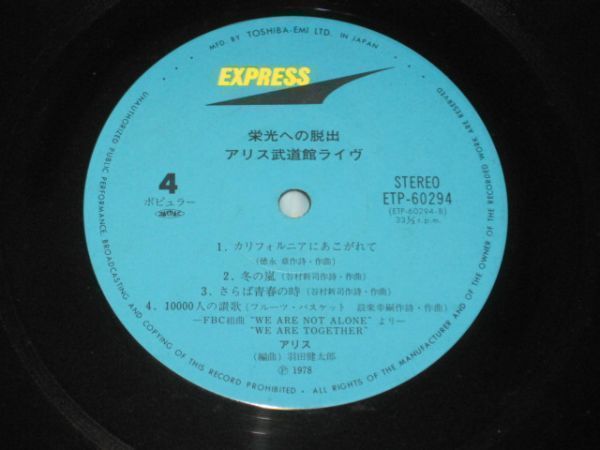 MFD. BY TOSHIBA-EMI LTD. IN JAPAN
EXPRESS
栄光への脱出
アリス武道館ライヴ
4
ポピュラー
STEREO
ETP-60294
(ETP-60294-B)
33⅓ r.p.m.
1. カリフォルニアにあこがれて
(徳永 章作詩・作曲)
2. 冬の嵐 (谷村新司作詩・作曲)
3. さらば青春の時 (谷村新司作詩・作曲)
4. 10000人の讃歌 (フルーツ・バスケット 設楽幸嗣作詩・作曲)
―FBC組曲 "WE ARE NOT ALONE" より―
"WE ARE TOGETHER"
アリス
(編曲) 羽田健太郎
Ⓟ 1978
UNAUTHORIZED PUBLIC PERFORMANCE, BROADCASTING AND COPYING OF THIS RECORD PROHIBITED - ALL RIGHTS OF THE MANUFACTURER AND OF THE OWNER OF THE RECORDED WORK ARE RESERVED